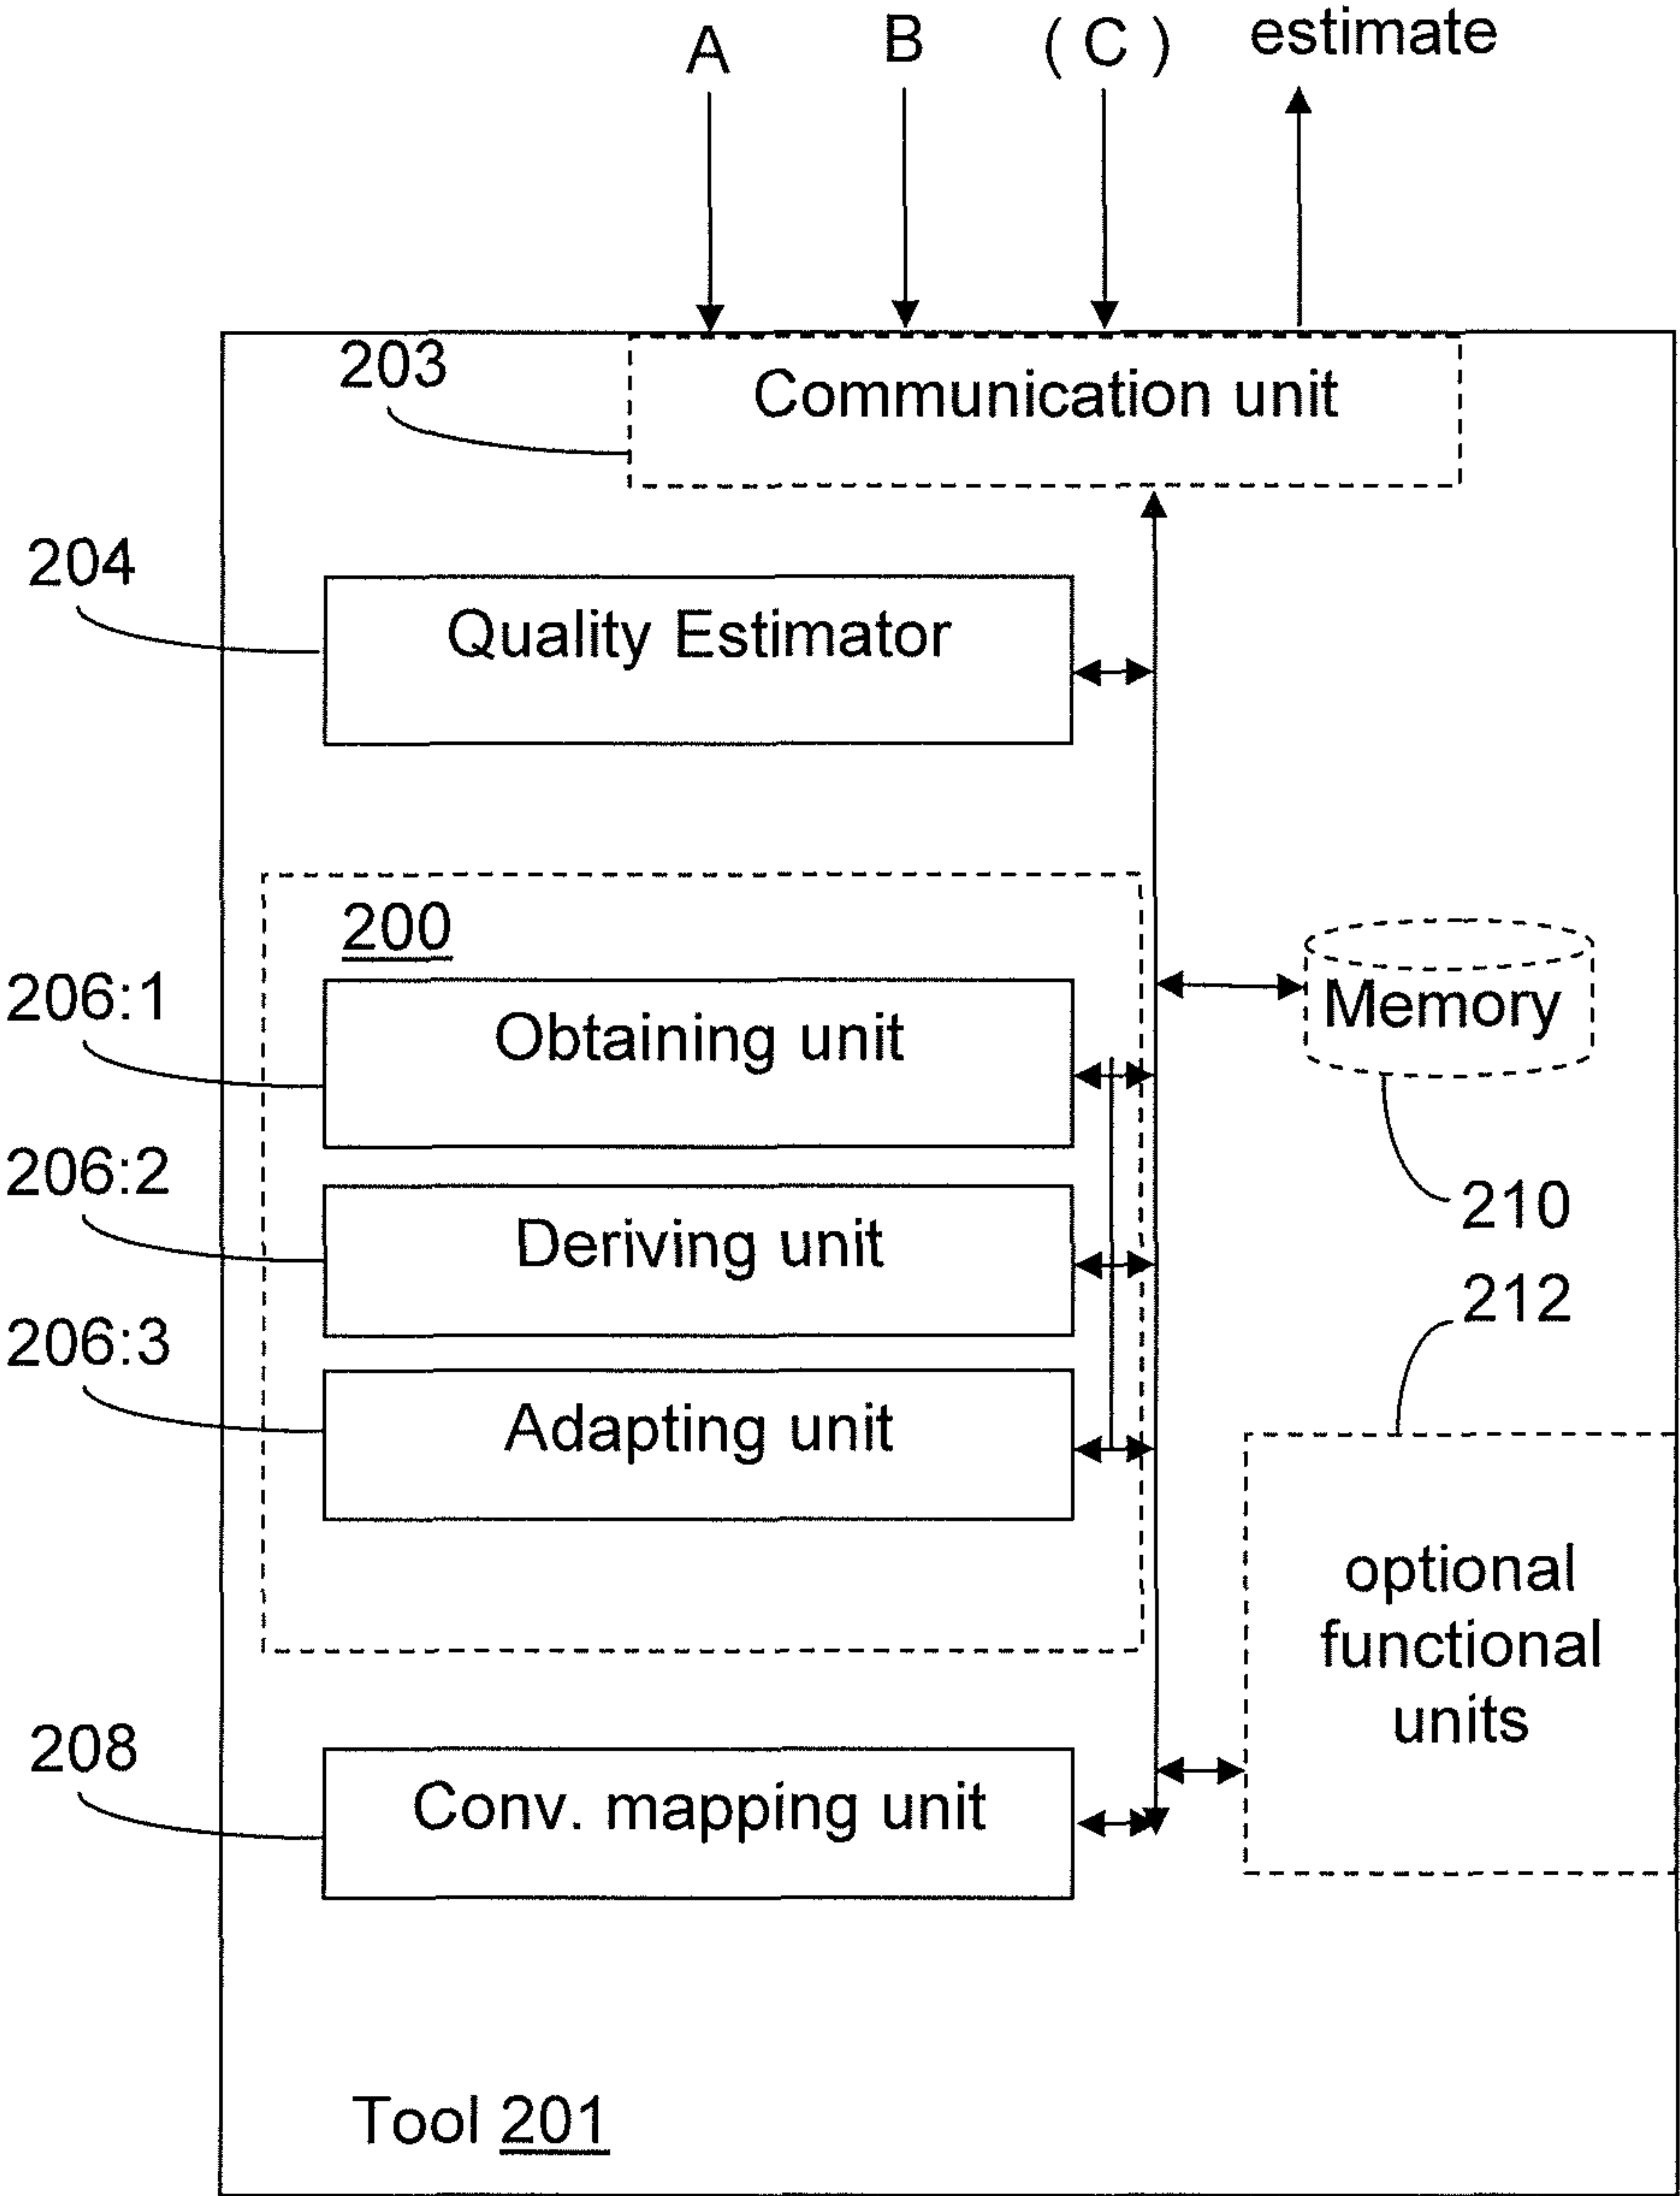 A B ( C ) estimate
203
Communication unit
204
Quality Estimator
200
206:1
Obtaining unit
Memory
206:2
Deriving unit
210
212
206:3
Adapting unit
optional
functional
units
208
Conv. mapping unit
Tool 201